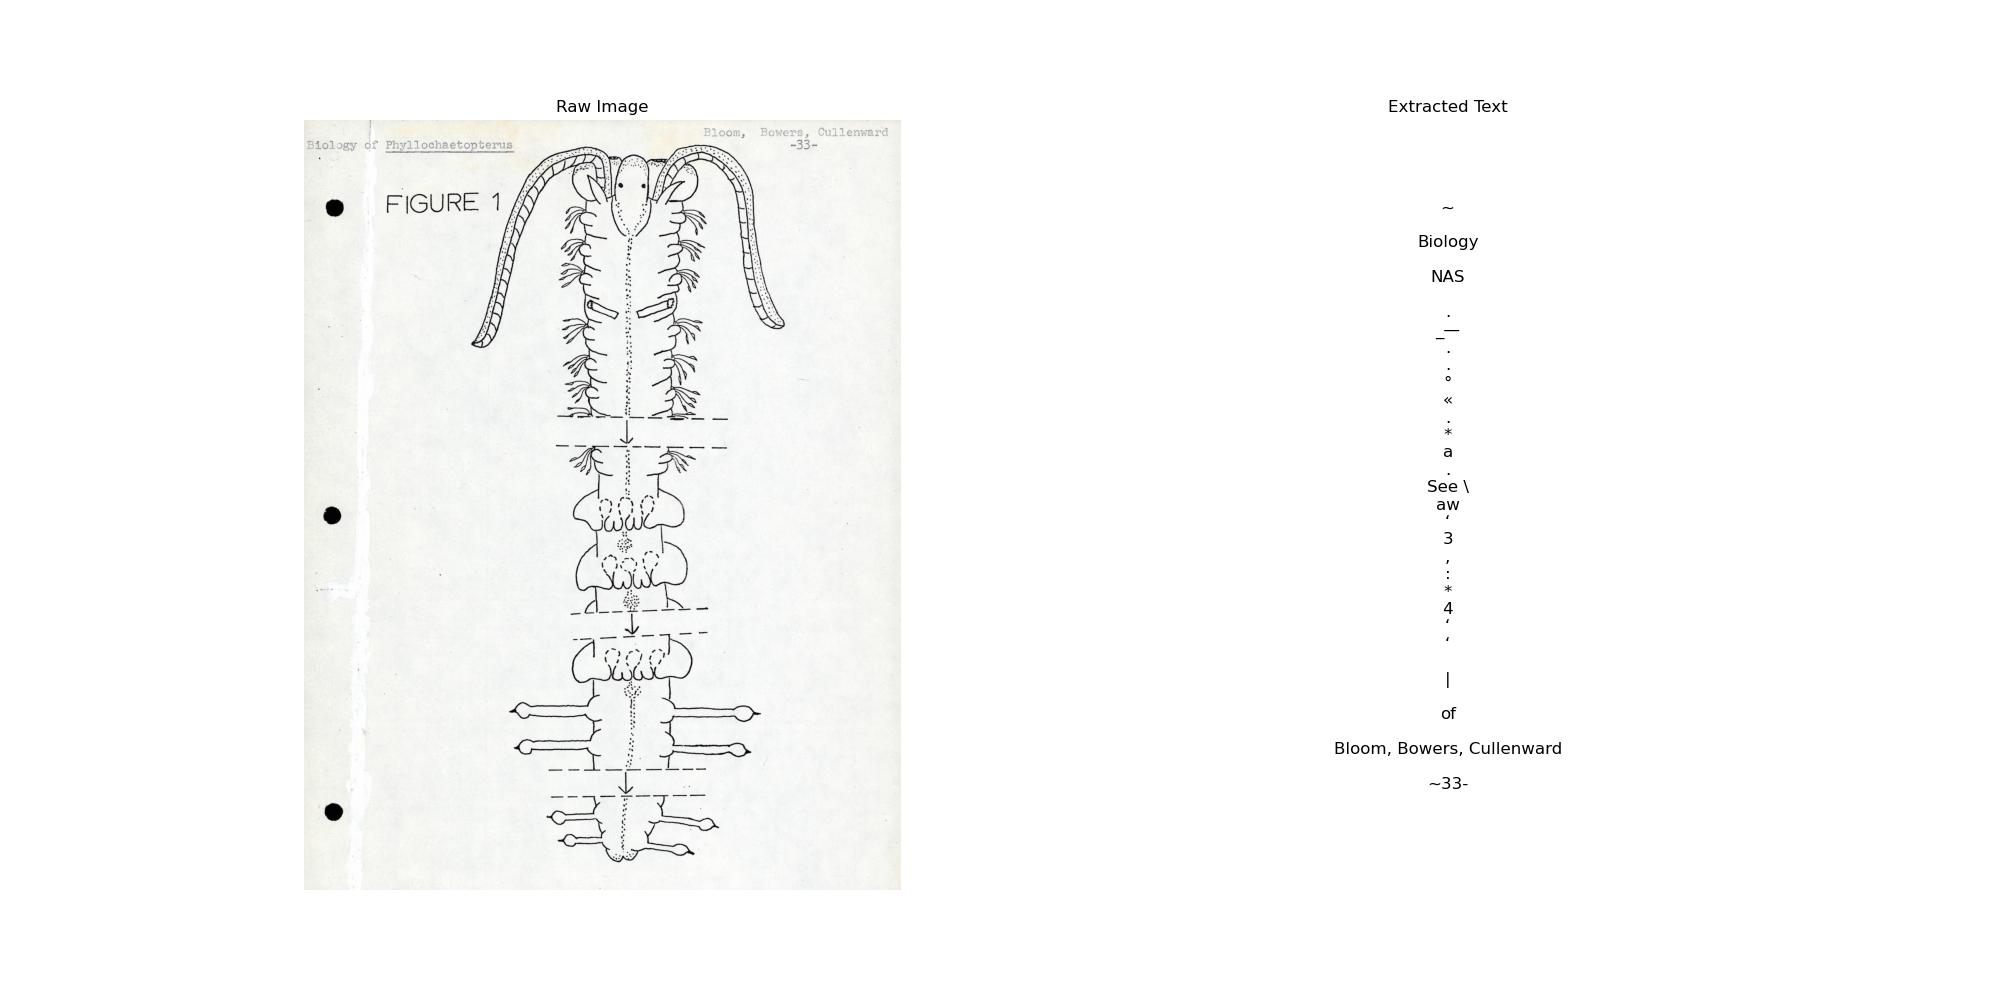 Raw Image
Bloom, Bowers, Cullenward
Biology of Phyllochaetopterus
-33-
FIGURE 1
Extracted Text
~
Biology
NAS
.
_—
.
.
°
«
.
*
a
.
See \
aw
‘
3
,
:
*
4
‘
‘
|
of
Bloom, Bowers, Cullenward
~33-